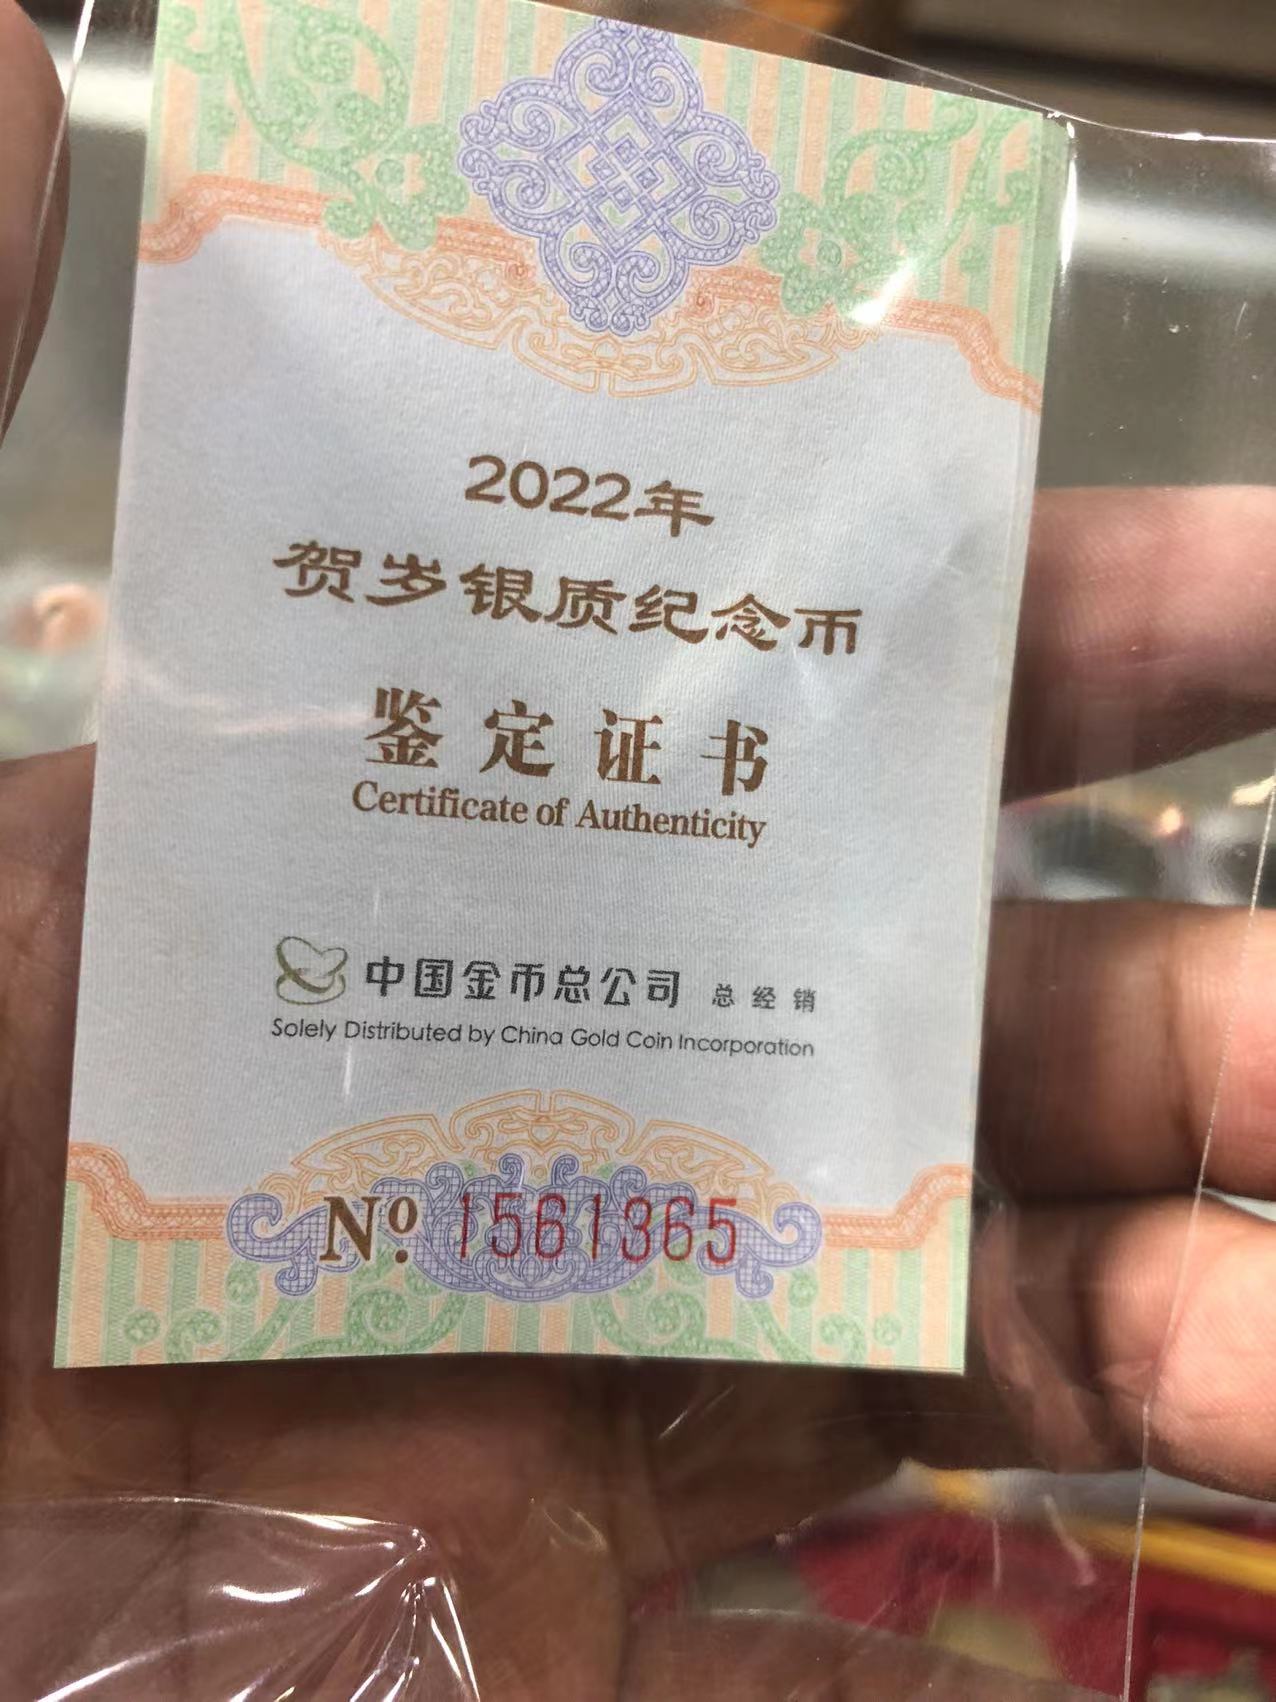 2022年
贺岁银质纪念币
鉴定证书
Certificate of Authenticity
中国金币总公司 总经销
Solely Distributed by China Gold Coin Incorporation
Nº. 1561365